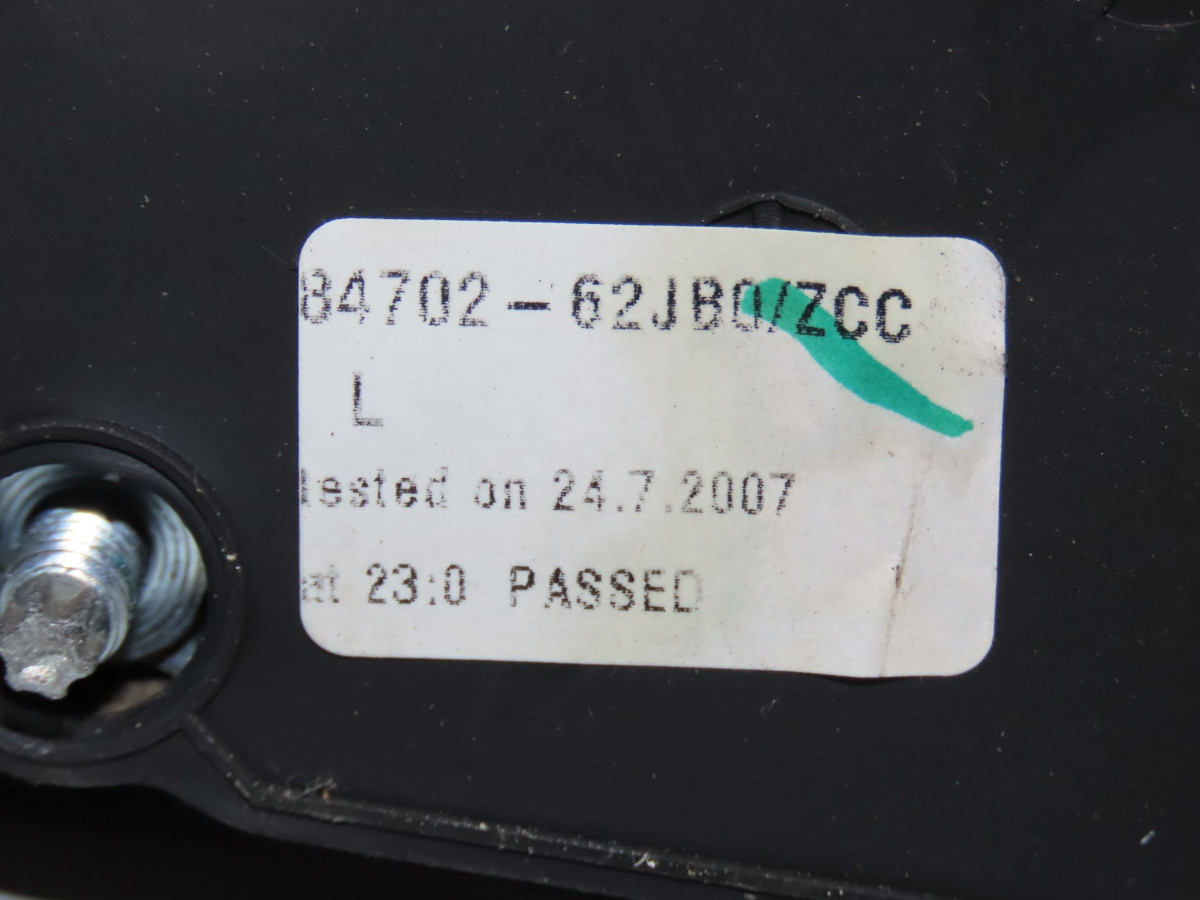 84702-62JB0/ZCC
L
tested on 24.7.2007
at 23:0 PASSED